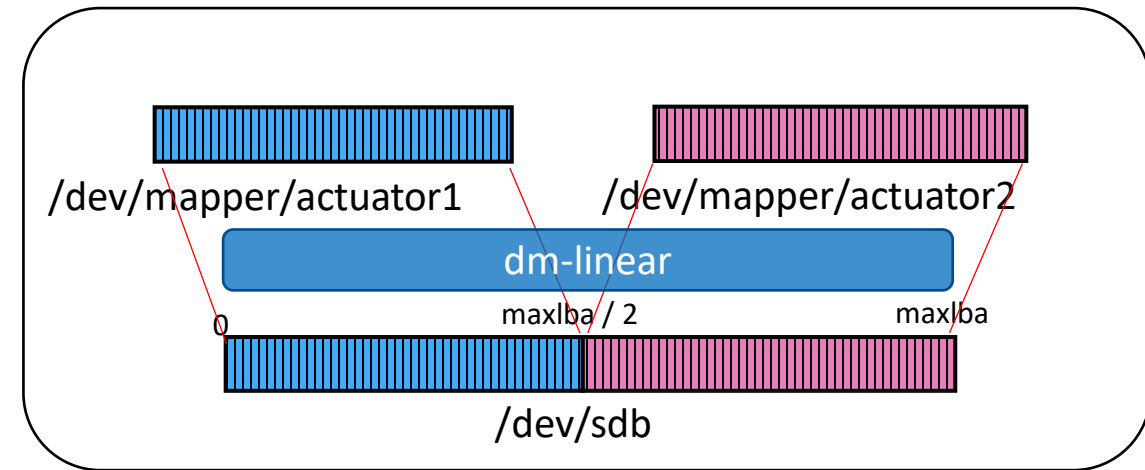 /dev/mapper/actuator1
/dev/mapper/actuator2
dm-linear
0
maxlba / 2
maxlba
/dev/sdb